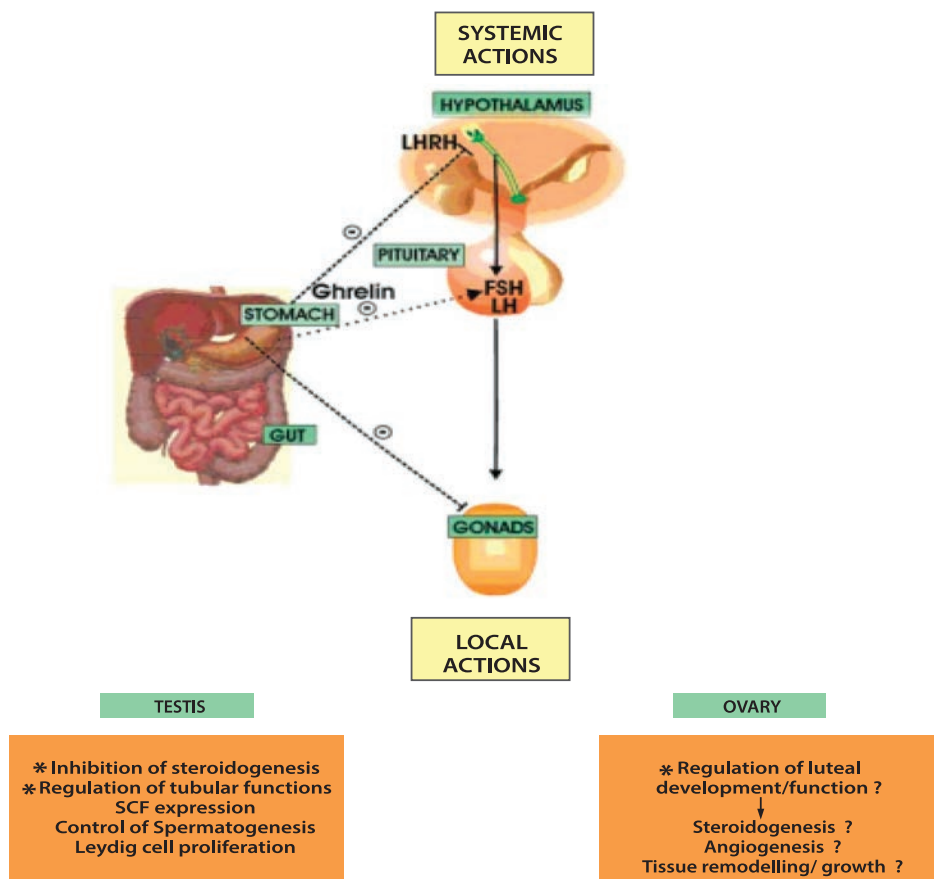 SYSTEMIC
ACTIONS
HYPOTHALAMUS
LHRH
⊖
PITUITARY
Ghrelin
⊖
STOMACH
FSH
LH
GUT
⊖
GONADS
LOCAL
ACTIONS
TESTIS
* Inhibition of steroidogenesis
* Regulation of tubular functions
SCF expression
Control of Spermatogenesis
Leydig cell proliferation
OVARY
* Regulation of luteal
development/function ?
Steroidogenesis ?
Angiogenesis ?
Tissue remodelling/ growth ?